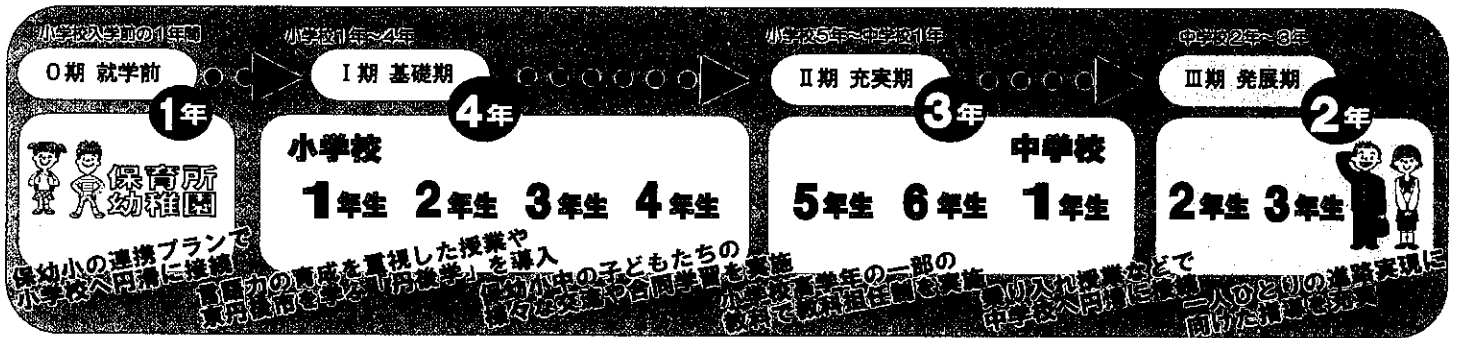 小学校入学前の1年間
0期 就学前
1年
保育所
幼稚園
小学校1年～4年
Ⅰ期 基礎期
4年
小学校
1年生 2年生 3年生 4年生
小学校5年～中学校1年
Ⅱ期 充実期
3年
中学校
5年生 6年生 1年生
中学校2年～3年
Ⅲ期 発展期
2年
2年生 3年生
保幼小の連携プランで
小学校へ円滑に接続
言語力の育成を重視した授業や
京丹後市を学ぶ「丹後学」を導入
保幼小中の子どもたちの
様々な交流や合同学習を実施
小学校高学年の一部の
教科で教科担任制を実施
乗り入れ授業などで
中学校へ円滑に接続
一人ひとりの進路実現に
向けた指導を充実